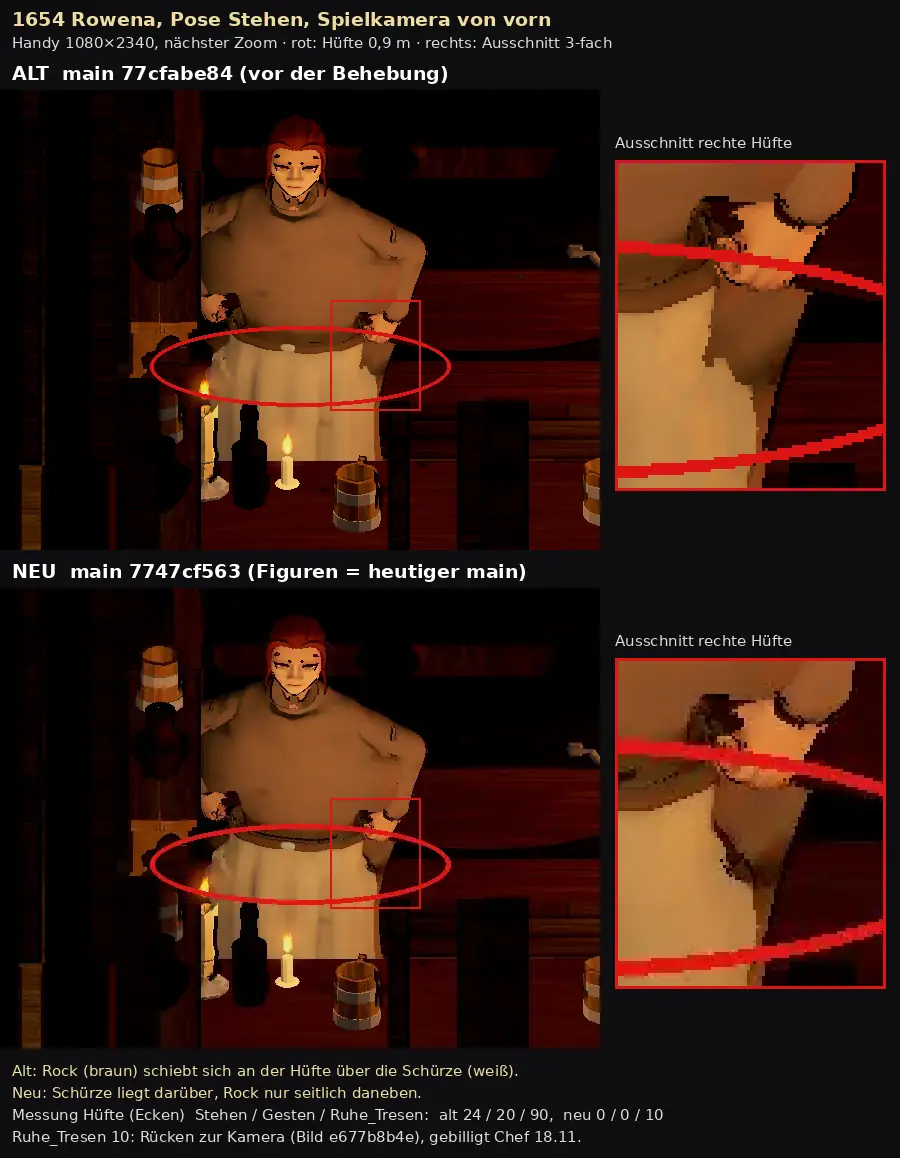 1654 Rowena, Pose Stehen, Spielkamera von vorn
Handy 1080×2340, nächster Zoom · rot: Hüfte 0,9 m · rechts: Ausschnitt 3-fach
ALT main 77cfabe84 (vor der Behebung)
Ausschnitt rechte Hüfte
NEU main 7747cf563 (Figuren = heutiger main)
Ausschnitt rechte Hüfte
Alt: Rock (braun) schiebt sich an der Hüfte über die Schürze (weiß).
Neu: Schürze liegt darüber, Rock nur seitlich daneben.
Messung Hüfte (Ecken) Stehen / Gesten / Ruhe_Tresen: alt 24 / 20 / 90, neu 0 / 0 / 10
Ruhe_Tresen 10: Rücken zur Kamera (Bild e677b8b4e), gebilligt Chef 18.11.